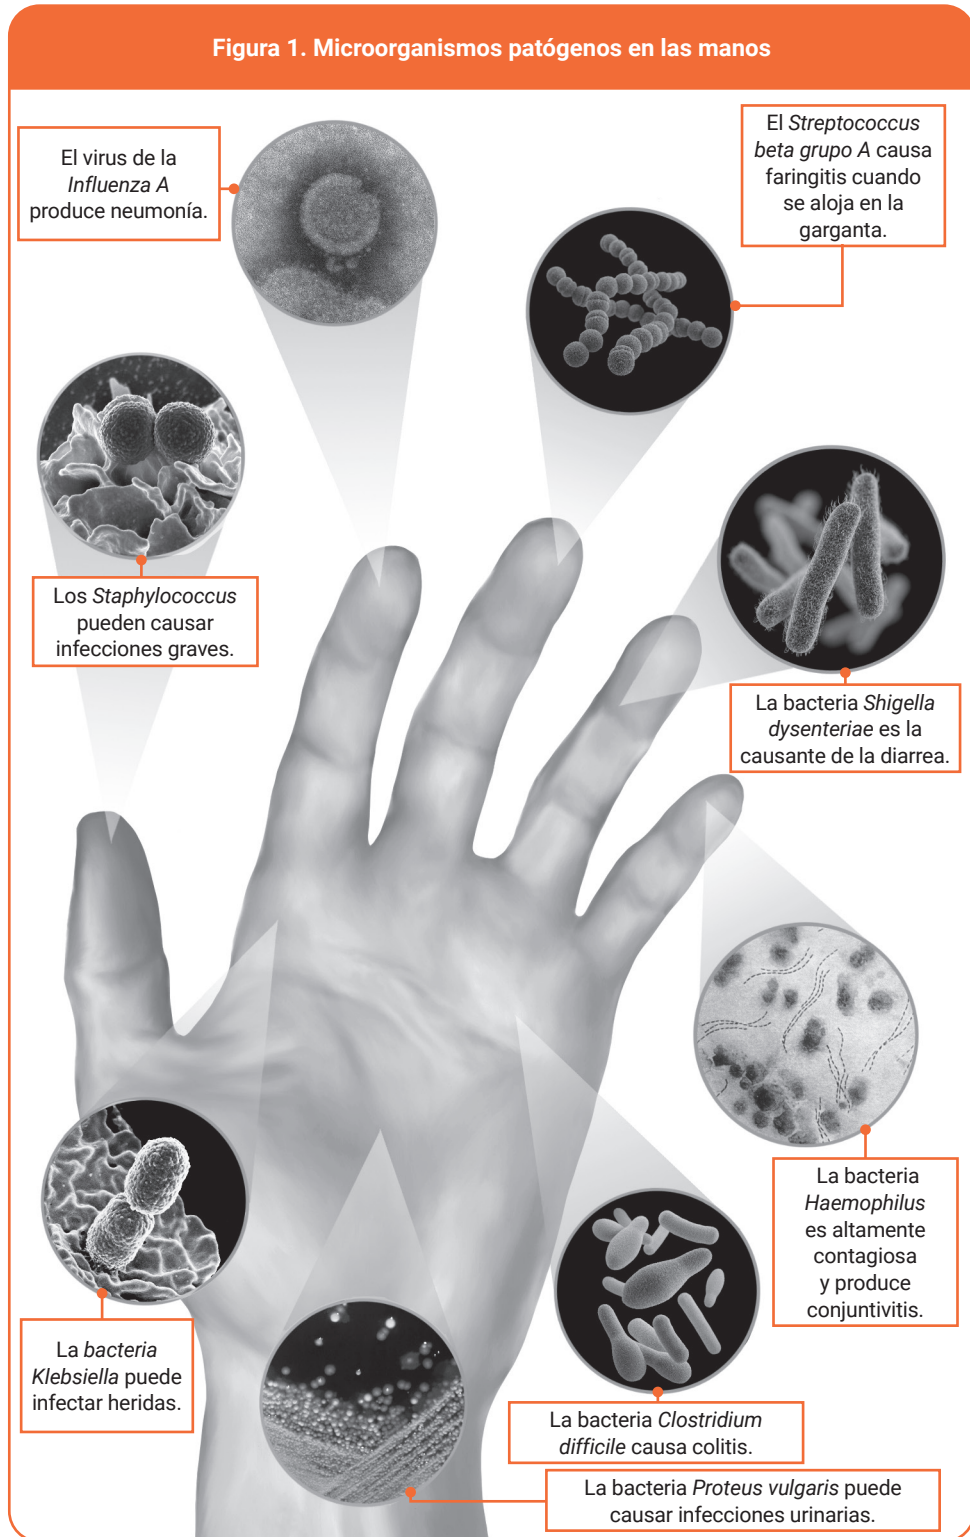 Figura 1. Microorganismos patógenos en las manos
El virus de la
Influenza A
produce neumonía.
El Streptococcus
beta grupo A causa
faringitis cuando
se aloja en la
garganta.
Los Staphylococcus
pueden causar
infecciones graves.
La bacteria Shigella
dysenteriae es la
causante de la diarrea.
La bacteria
Haemophilus
es altamente
contagiosa
y produce
conjuntivitis.
La bacteria
Klebsiella puede
infectar heridas.
La bacteria Clostridium
difficile causa colitis.
La bacteria Proteus vulgaris puede
causar infecciones urinarias.